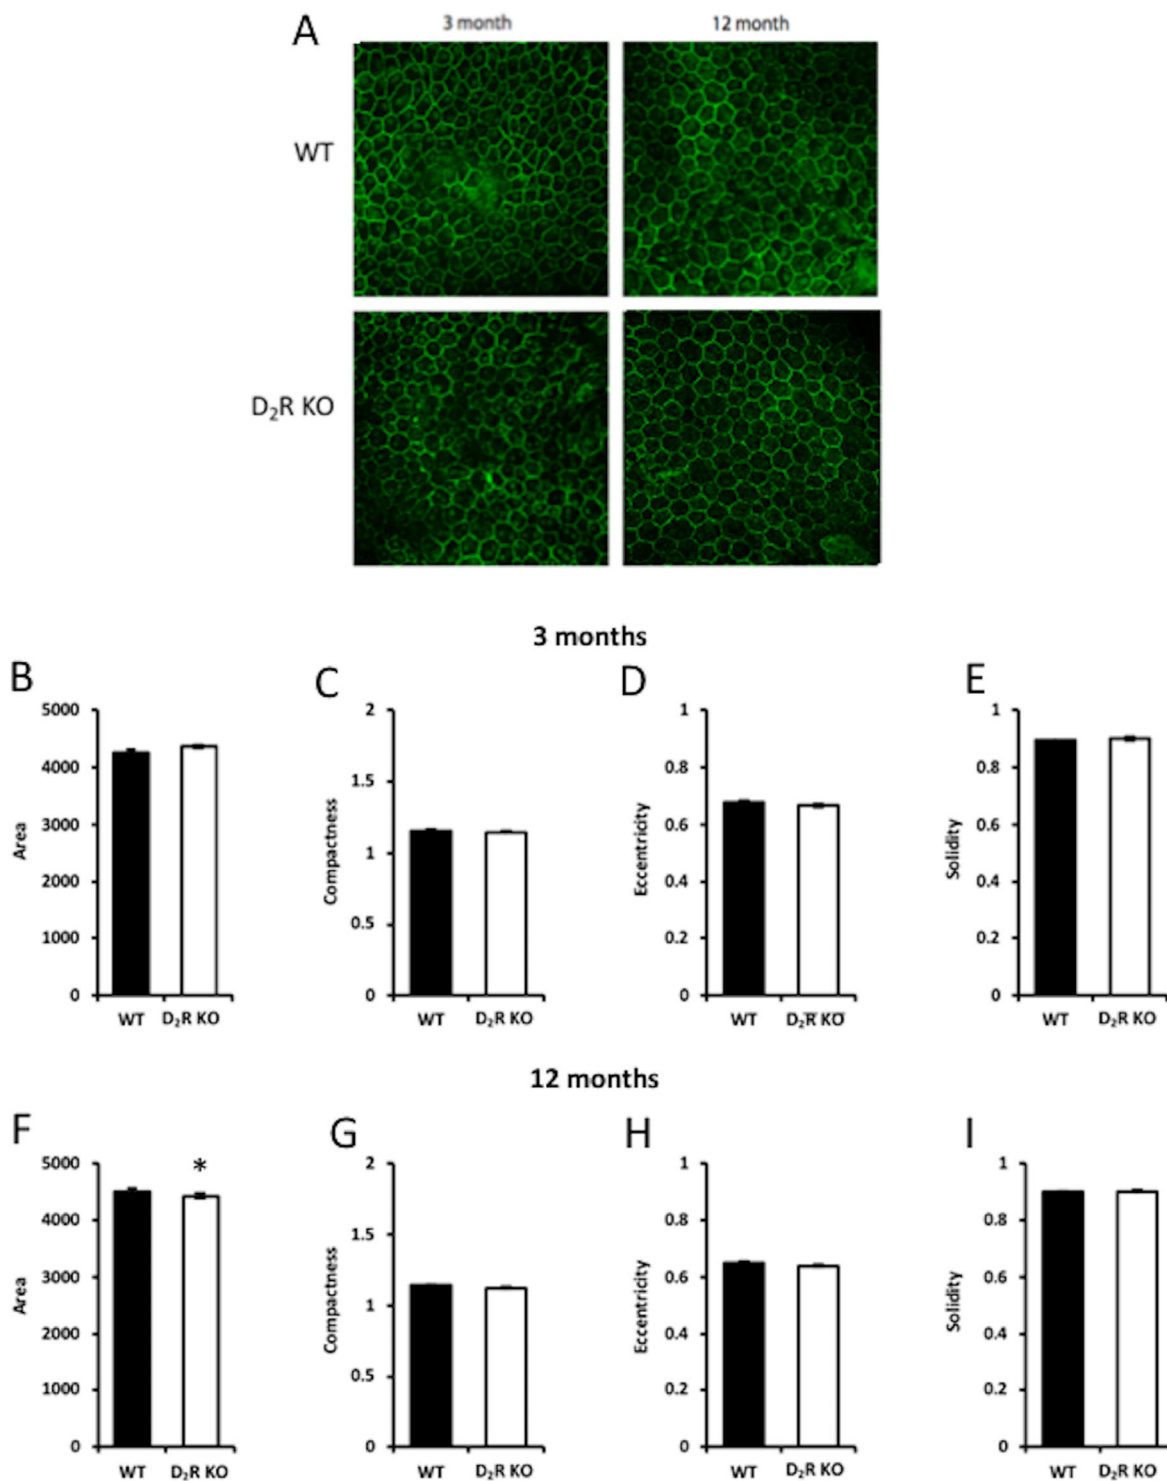 A
3 month
12 month
WT
D₂R KO
3 months
B
C
D
E
5000
4000
3000
2000
1000
0
Area
WT
D₂R KO
2
1.5
1
0.5
0
Compactness
WT
D₂R KO
1
0.8
0.6
0.4
0.2
0
Eccentricity
WT
D₂R KO
1
0.8
0.6
0.4
0.2
0
Solidity
WT
D₂R KO
12 months
F
G
H
I
5000
4000
3000
2000
1000
0
Area
*
WT
D₂R KO
2
1.5
1
0.5
0
Compactness
WT
D₂R KO
1
0.8
0.6
0.4
0.2
0
Eccentricity
WT
D₂R KO
1
0.8
0.6
0.4
0.2
0
Solidity
WT
D₂R KO